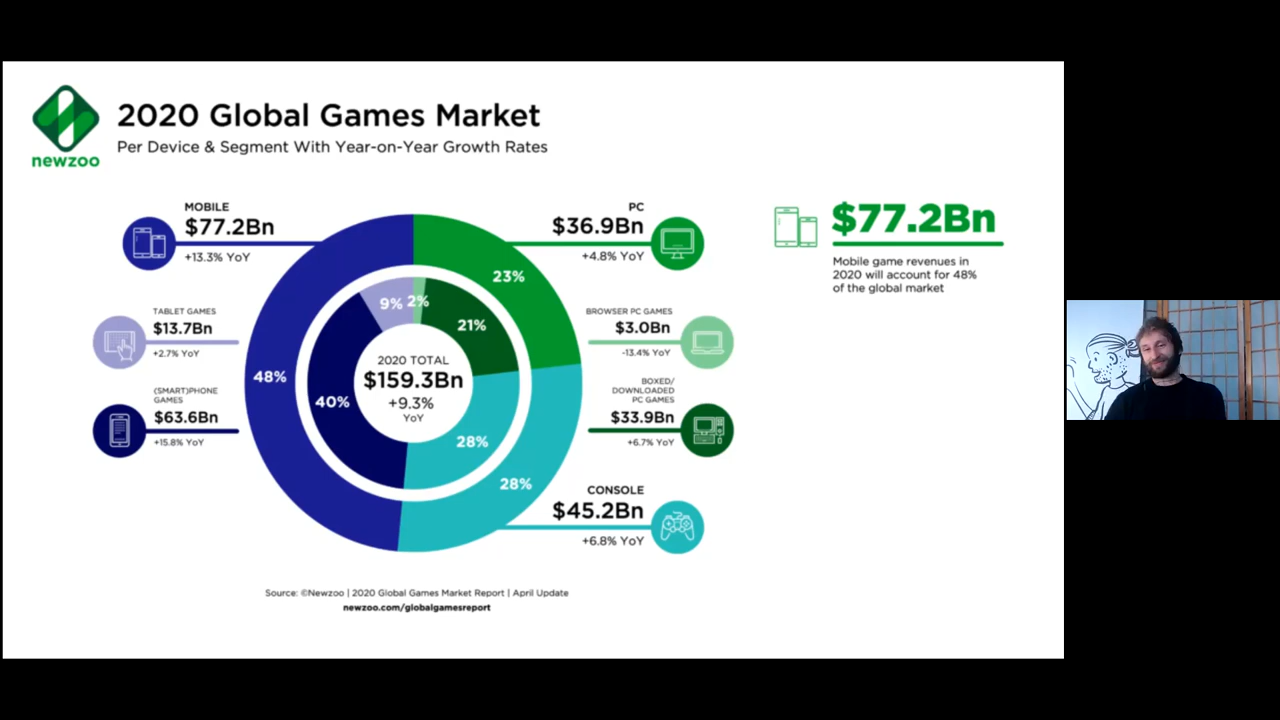 2020 Global Games Market
Per Device & Segment With Year-on-Year Growth Rates
newzoo
MOBILE
$77.2Bn
+13.3% YoY
TABLET GAMES
$13.7Bn
+2.7% YoY
(SMART)PHONE
GAMES
$63.6Bn
+15.8% YoY
48%
40%
9%
2%
21%
23%
28%
28%
2020 TOTAL
$159.3Bn
+9.3%
YoY
PC
$36.9Bn
+4.8% YoY
BROWSER PC GAMES
$3.0Bn
-13.4% YoY
BOXED/
DOWNLOADED
PC GAMES
$33.9Bn
+6.7% YoY
CONSOLE
$45.2Bn
+6.8% YoY
$77.2Bn
Mobile game revenues in
2020 will account for 48%
of the global market
Source: ©Newzoo | 2020 Global Games Market Report | April Update
newzoo.com/globalgamesreport